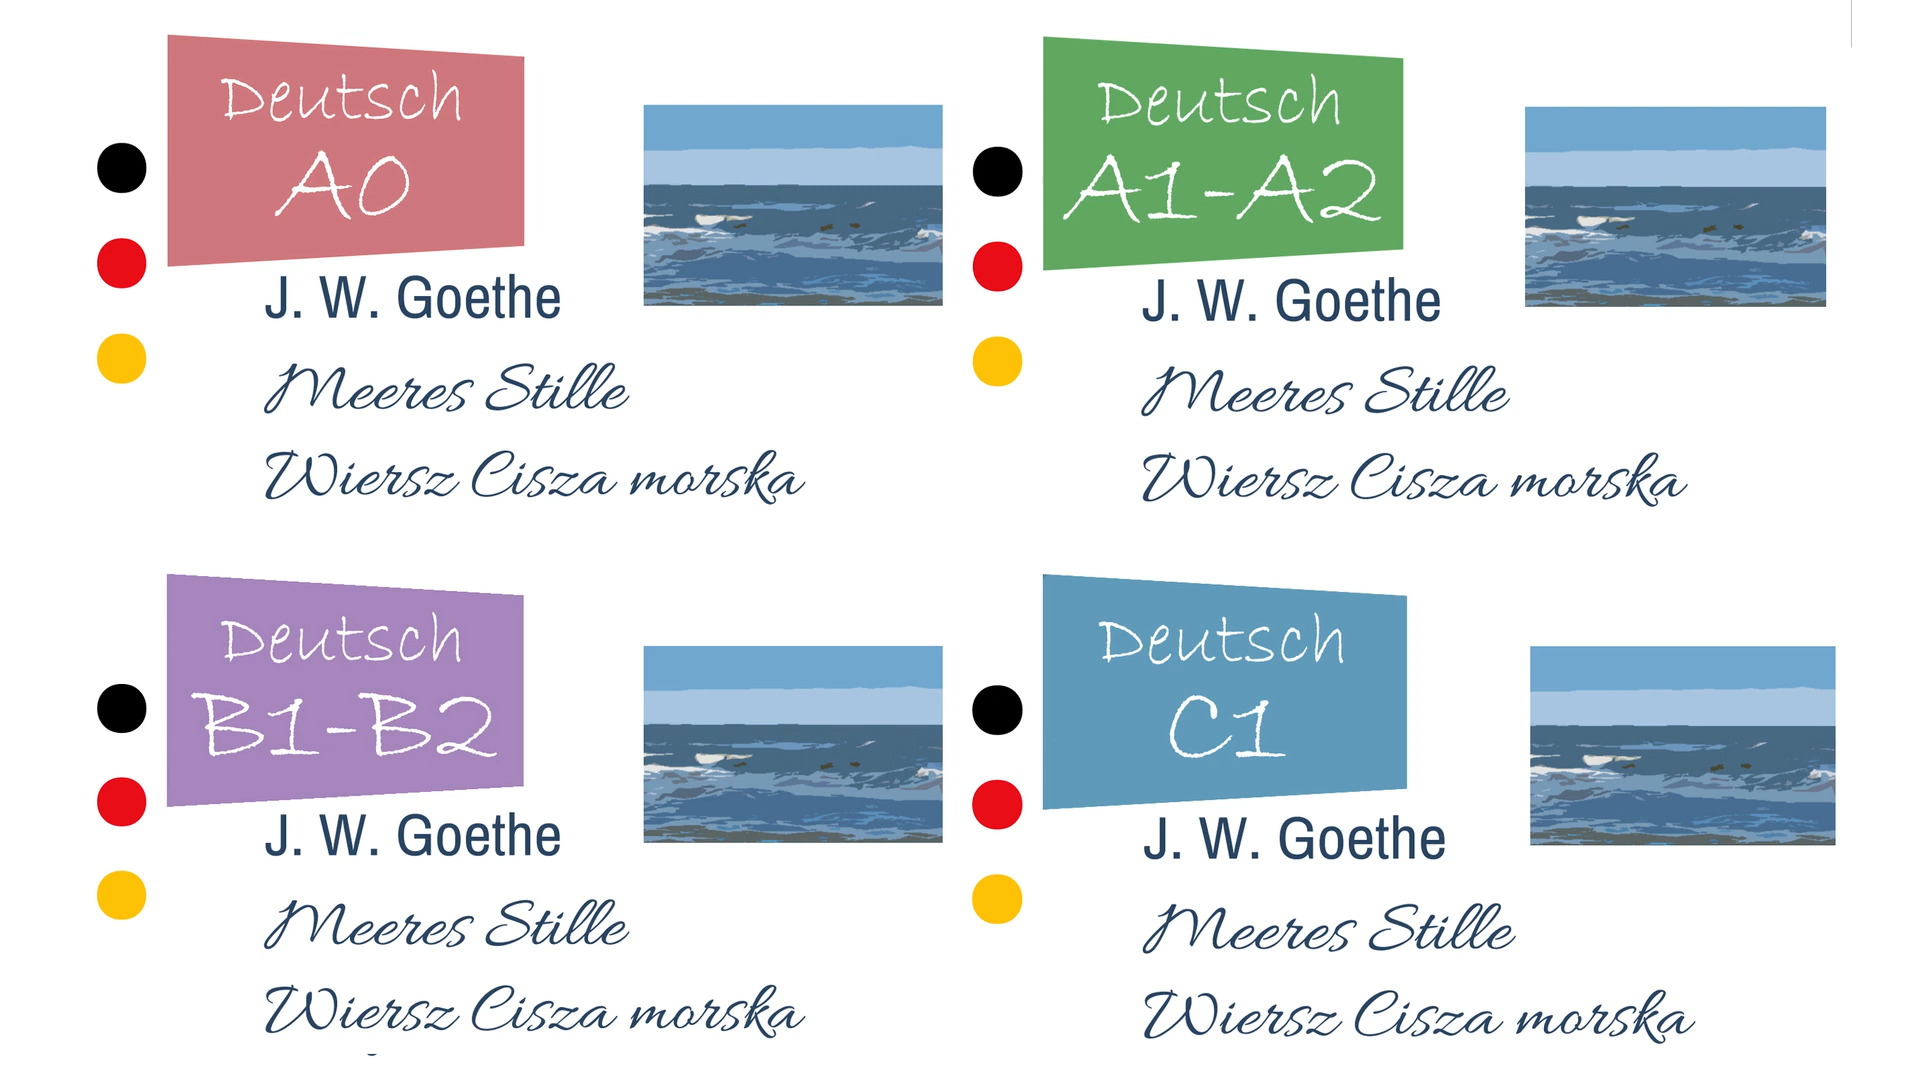 Deutsch
A0
J. W. Goethe
Meeres Stille
Wiersz Cisza morska
Deutsch
A1-A2
J. W. Goethe
Meeres Stille
Wiersz Cisza morska
Deutsch
B1-B2
J. W. Goethe
Meeres Stille
Wiersz Cisza morska
Deutsch
C1
J. W. Goethe
Meeres Stille
Wiersz Cisza morska